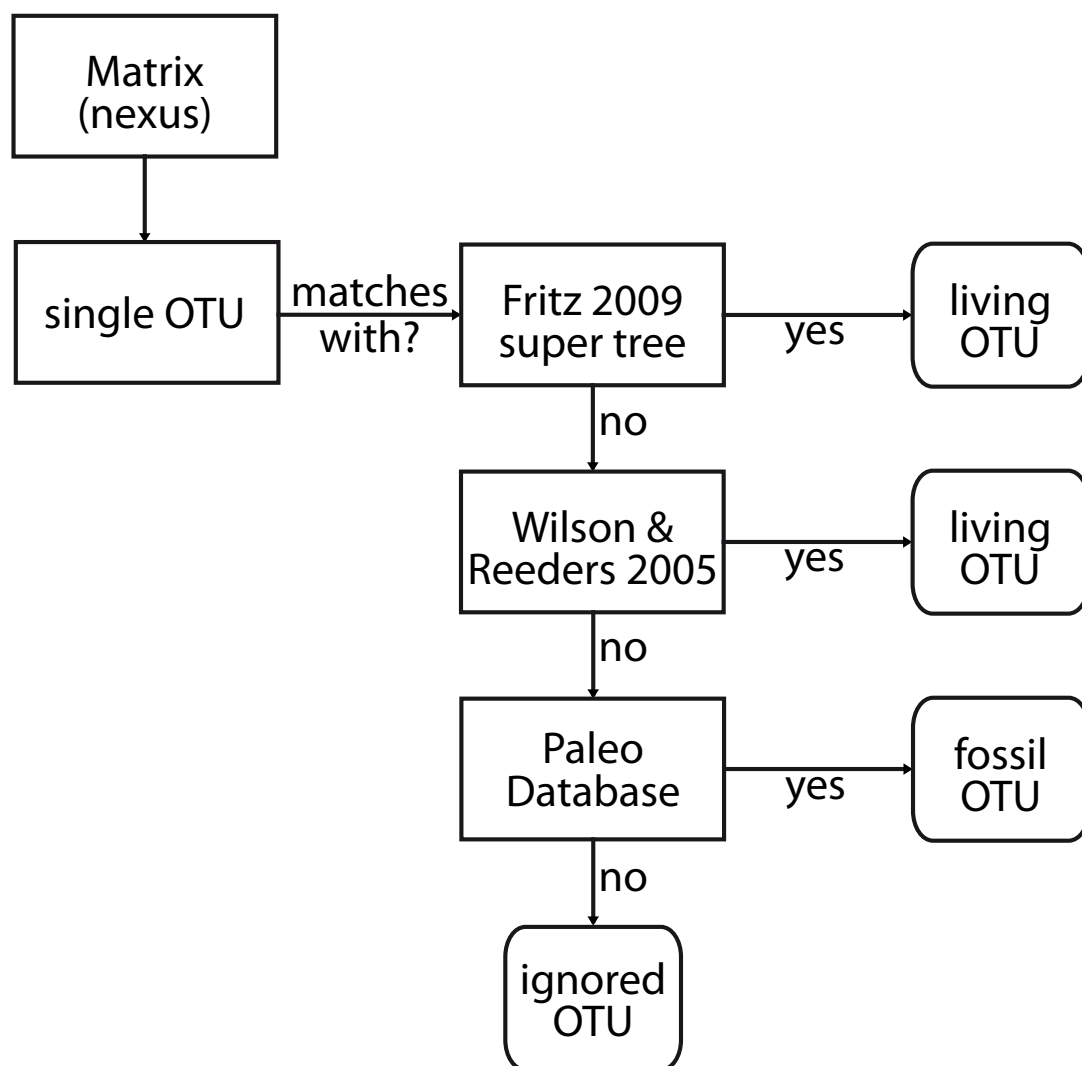 Matrix
(nexus)
single OTU
matches
with?
Fritz 2009
super tree
yes
living
OTU
no
Wilson &
Reeders 2005
yes
living
OTU
no
Paleo
Database
yes
fossil
OTU
no
ignored
OTU